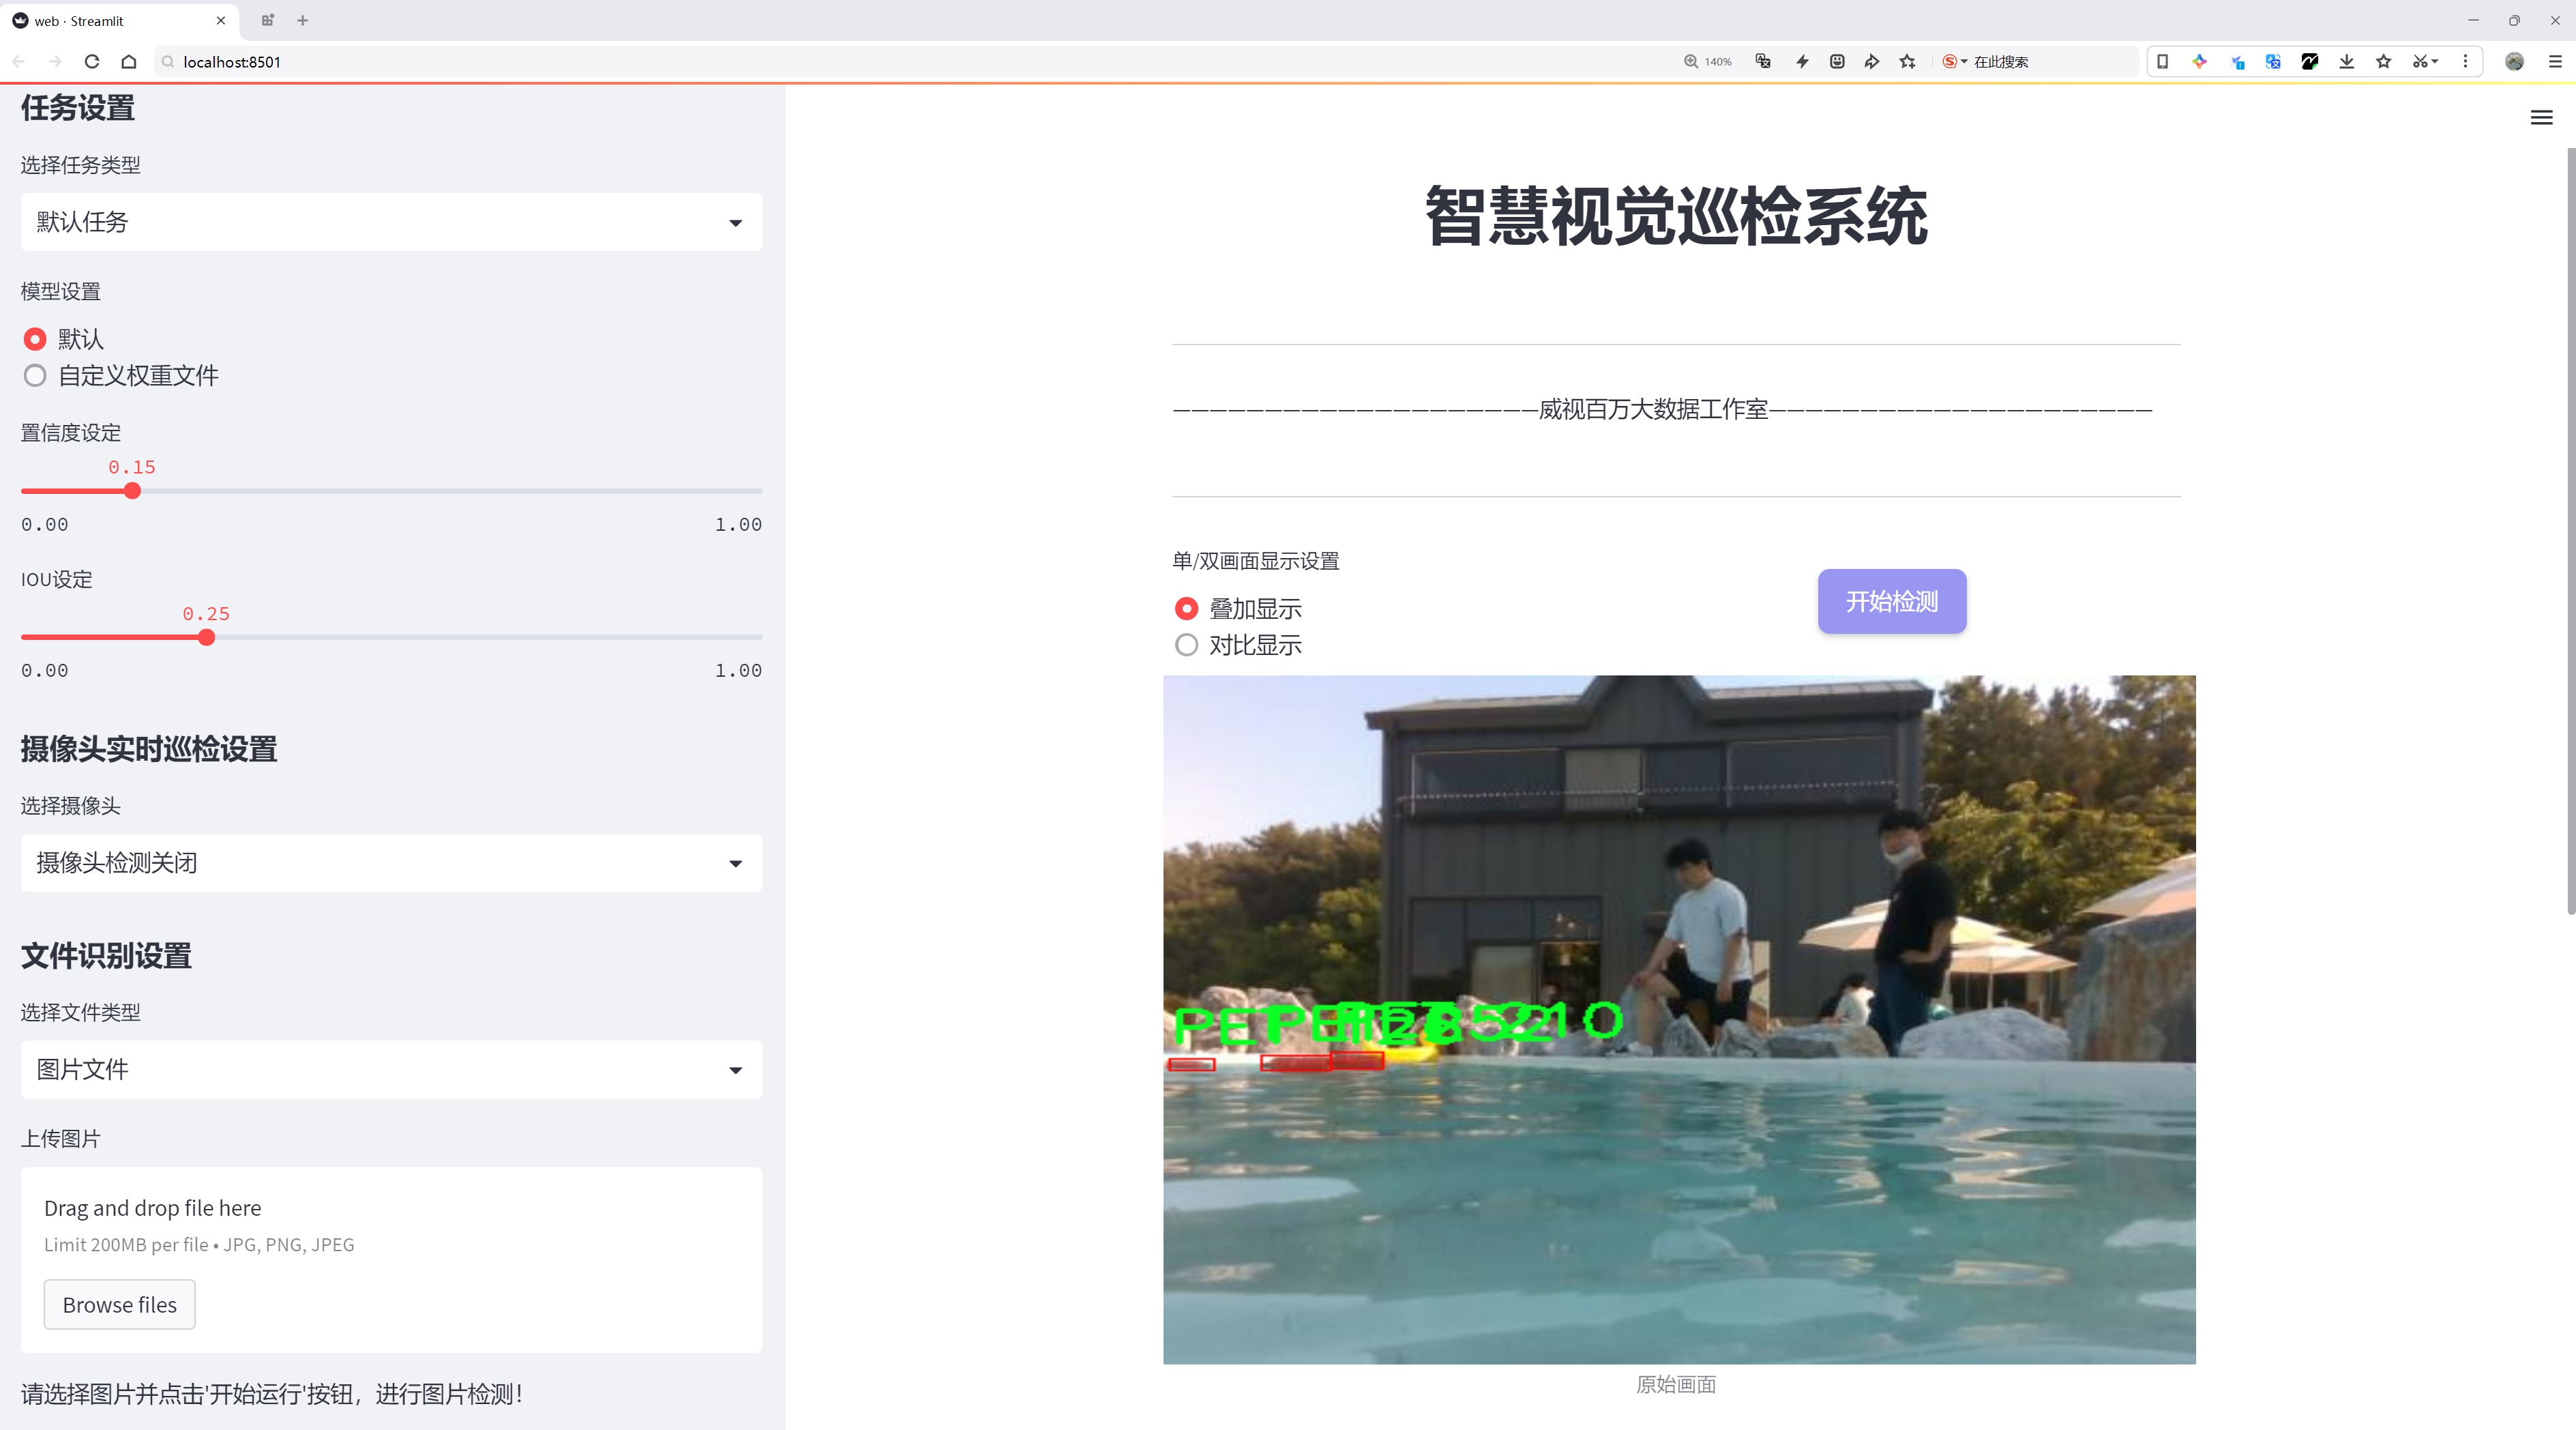 web · Streamlit
localhost:8501
140%
在此搜索
任务设置
选择任务类型
默认任务
模型设置
默认
自定义权重文件
置信度设定
0.15
0.00
1.00
IOU设定
0.25
0.00
1.00
摄像头实时巡检设置
选择摄像头
摄像头检测关闭
文件识别设置
选择文件类型
图片文件
上传图片
Drag and drop file here
Limit 200MB per file • JPG, PNG, JPEG
Browse files
请选择图片并点击'开始运行'按钮，进行图片检测！
智慧视觉巡检系统
————————————————————威视百万大数据工作室—————————————————————
单/双画面显示设置
叠加显示
对比显示
开始检测
原始画面